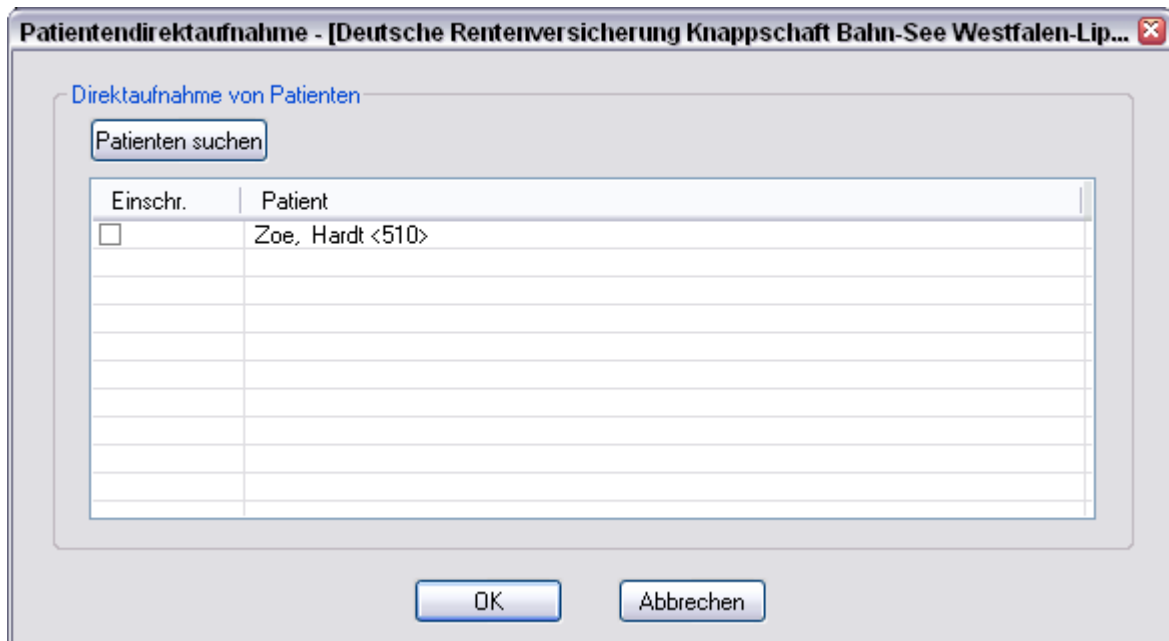 Patientendirektaufnahme - [Deutsche Rentenversicherung Knappschaft Bahn-See Westfalen-Lip...
Direktaufnahme von Patienten
Patienten suchen
Einschr. Patient
Zoe, Hardt <510>
OK Abbrechen